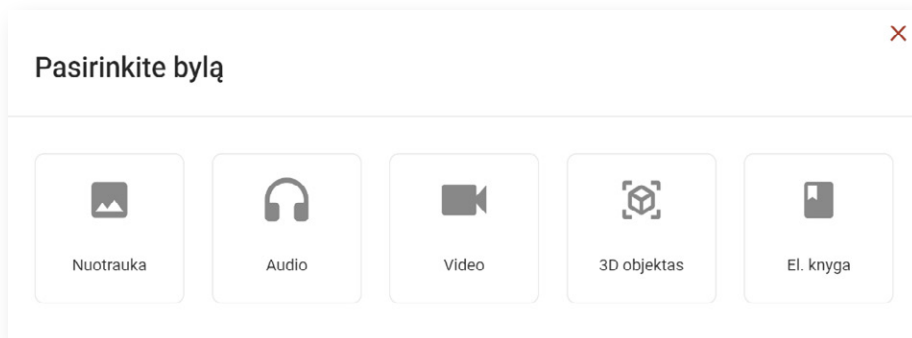 Pasirinkite bylą
Nuotrauka
Audio
Video
3D objektas
El. knyga